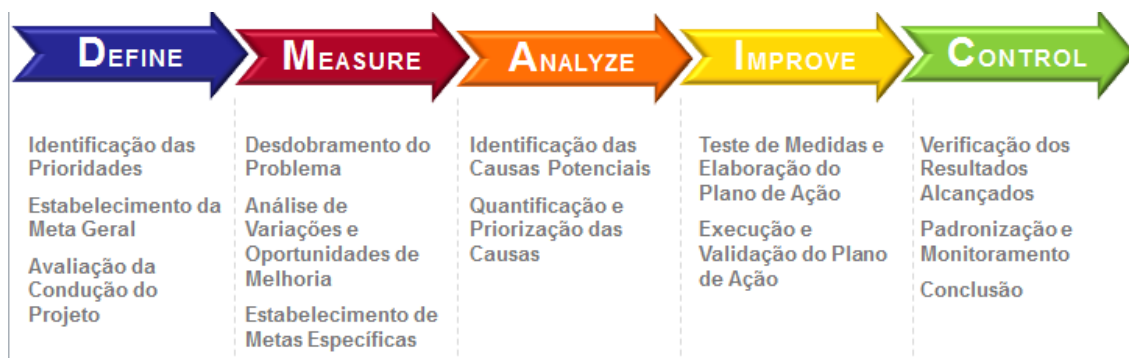 DEFINE
MEASURE
ANALYZE
IMPROVE
CONTROL
Identificação das
Prioridades
Estabelecimento da
Meta Geral
Avaliação da
Condução do
Projeto
Desdobramento do
Problema
Análise de
Variações e
Oportunidades de
Melhoria
Estabelecimento de
Metas Específicas
Identificação das
Causas Potenciais
Quantificação e
Priorização das
Causas
Teste de Medidas e
Elaboração do
Plano de Ação
Execução e
Validação do Plano
de Ação
Verificação dos
Resultados
Alcançados
Padronização e
Monitoramento
Conclusão